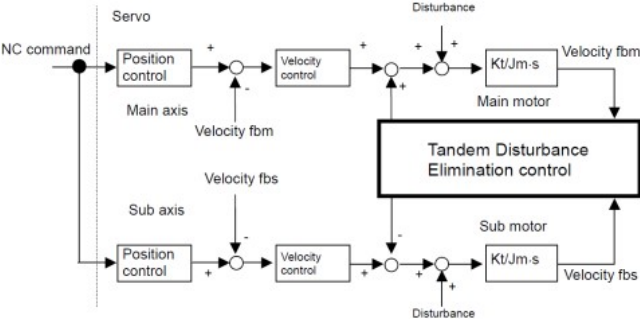 Servo
Disturbance
NC command
+
+
+
+
Position
control
Velocity
control
Kt/Jm·s
Velocity fbm
-
+
Main axis
Main motor
Velocity fbm
Tandem Disturbance
Elimination control
Velocity fbs
Sub axis
Sub motor
-
-
Position
control
Velocity
control
Kt/Jm·s
+
+
+
+
Velocity fbs
Disturbance